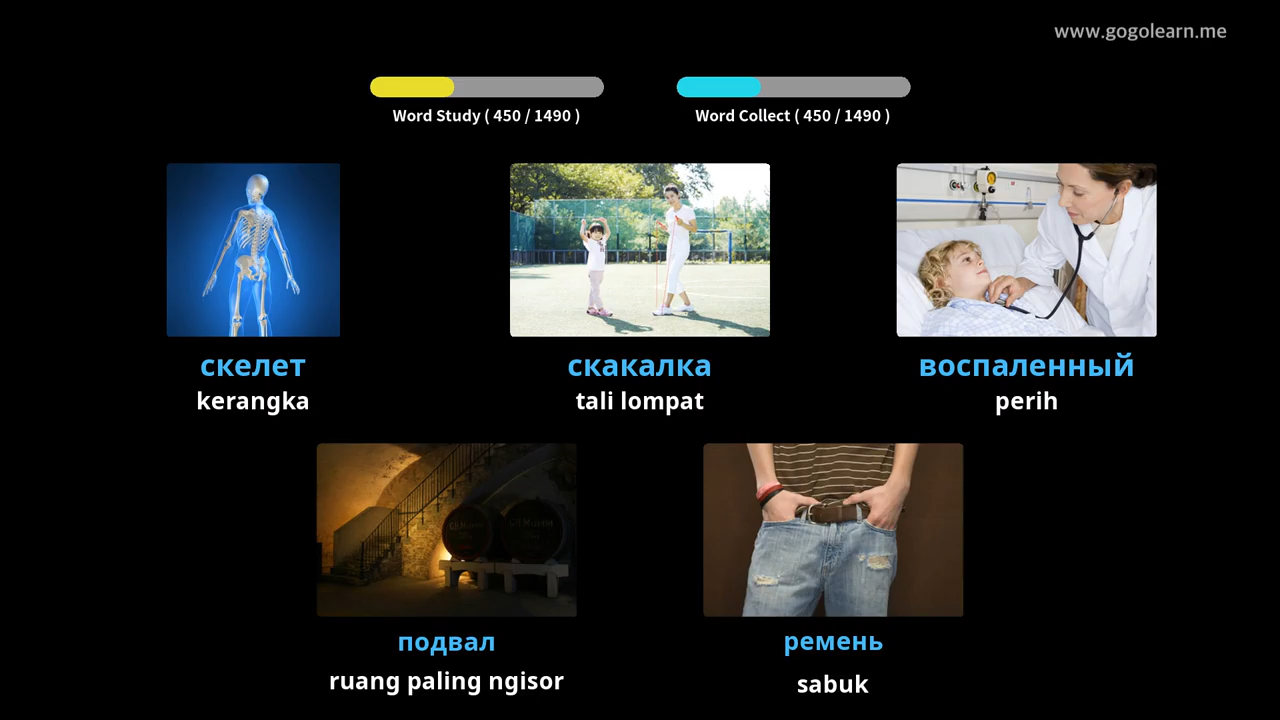 www.gogolearn.me
Word Study ( 450 / 1490 )
Word Collect ( 450 / 1490 )
скелет
kerangka
скакалка
tali lompat
воспаленный
perih
подвал
ruang paling ngisor
ремень
sabuk